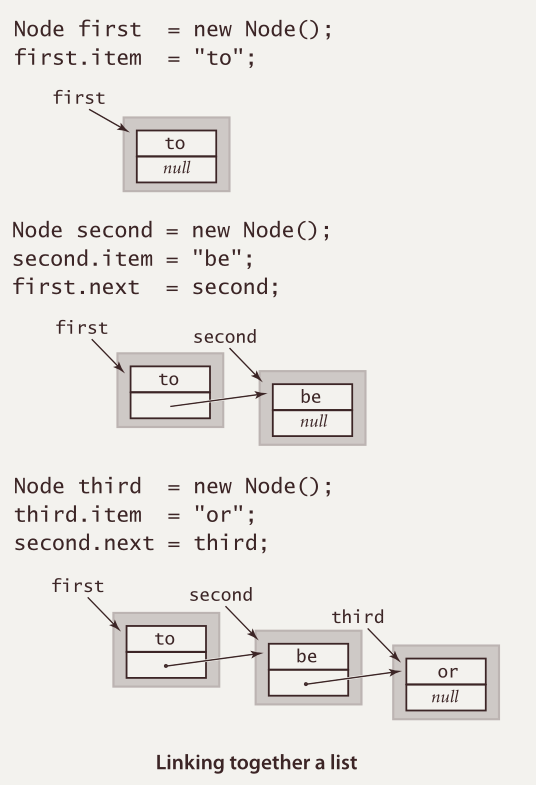 Node first  = new Node();
first.item  = "to";
first
to
null
Node second = new Node();
second.item = "be";
first.next  = second;
first
second
to
be
null
Node third  = new Node();
third.item  = "or";
second.next = third;
first
second
third
to
be
or
null
Linking together a list